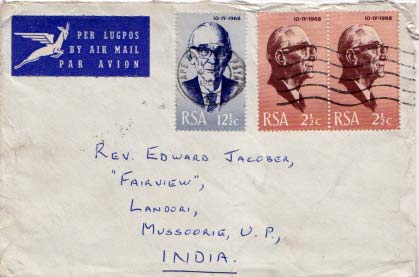 PER LUGPOS
BY AIR MAIL
PAR AVION
10-IV-1968
RSA 12½c
10-IV-1968
RSA 2½c
10-IV-1968
RSA 2½c
REV. EDWARD JACOBER,
"FAIRVIEW",
LANDORI,
MUSSOORIE, U.P.,
INDIA.